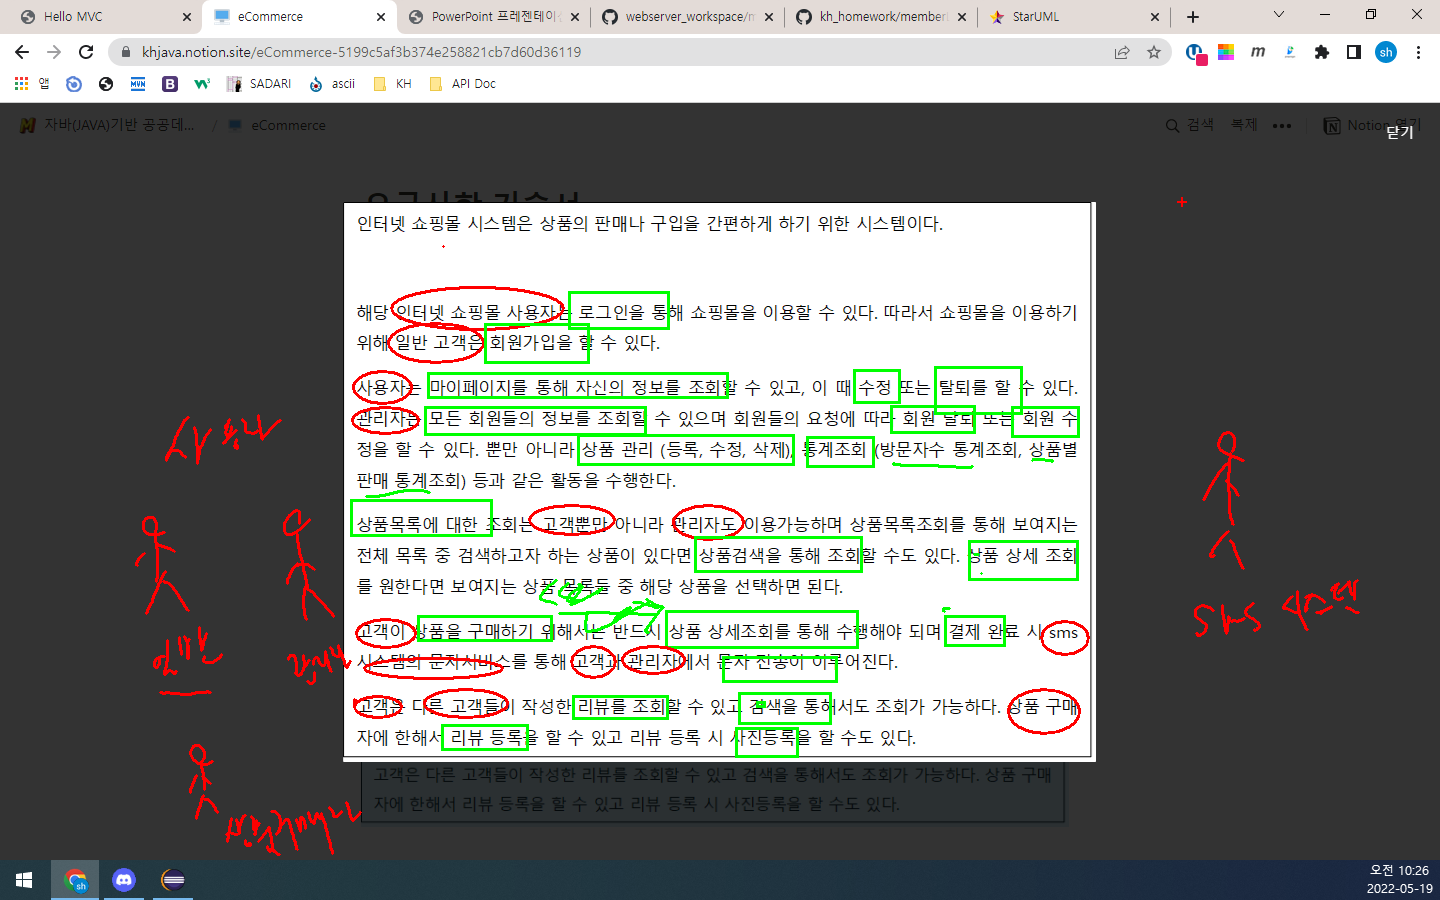 Hello MVC
eCommerce
PowerPoint 프레젠테이
webserver_workspace/m
kh_homework/member
StarUML
khjava.notion.site/eCommerce-5199c5af3b374e258821cb7d60d36119
sh
앱
SADARI
ascii
KH
API Doc
자바(JAVA)기반 공공데... / eCommerce
검색 복제 Notion 열기
닫기
인터넷 쇼핑몰 시스템은 상품의 판매나 구입을 간편하게 하기 위한 시스템이다.
해당 인터넷 쇼핑몰 사용자는 로그인을 통해 쇼핑몰을 이용할 수 있다. 따라서 쇼핑몰을 이용하기
위해 일반 고객은 회원가입을 할 수 있다.
사용자는 마이페이지를 통해 자신의 정보를 조회할 수 있고, 이 때 수정 또는 탈퇴를 할 수 있다.
관리자는 모든 회원들의 정보를 조회할 수 있으며 회원들의 요청에 따라 회원 탈퇴 또는 회원 수
정을 할 수 있다. 뿐만 아니라 상품 관리 (등록, 수정, 삭제), 통계조회 (방문자수 통계조회, 상품별
판매 통계조회) 등과 같은 활동을 수행한다.
상품목록에 대한 조회는 고객뿐만 아니라 관리자도 이용가능하며 상품목록조회를 통해 보여지는
전체 목록 중 검색하고자 하는 상품이 있다면 상품검색을 통해 조회할 수도 있다. 상품 상세 조회
를 원한다면 보여지는 상품 목록들 중 해당 상품을 선택하면 된다.
고객이 상품을 구매하기 위해서는 반드시 상품 상세조회를 통해 수행해야 되며 결제 완료 시 sms
시스템의 문자서비스를 통해 고객과 관리자에서 문자 전송이 이루어진다.
고객은 다른 고객들이 작성한 리뷰를 조회할 수 있고 검색을 통해서도 조회가 가능하다. 상품 구매
자에 한해서 리뷰 등록을 할 수 있고 리뷰 등록 시 사진등록을 할 수도 있다.
사용자
일반
관리자
상품구매자
SMS 시스템
고객은 다른 고객들이 작성한 리뷰를 조회할 수 있고 검색을 통해서도 조회가 가능하다. 상품 구매
자에 한해서 리뷰 등록을 할 수 있고 리뷰 등록 시 사진등록을 할 수도 있다.
오전 10:26
2022-05-19